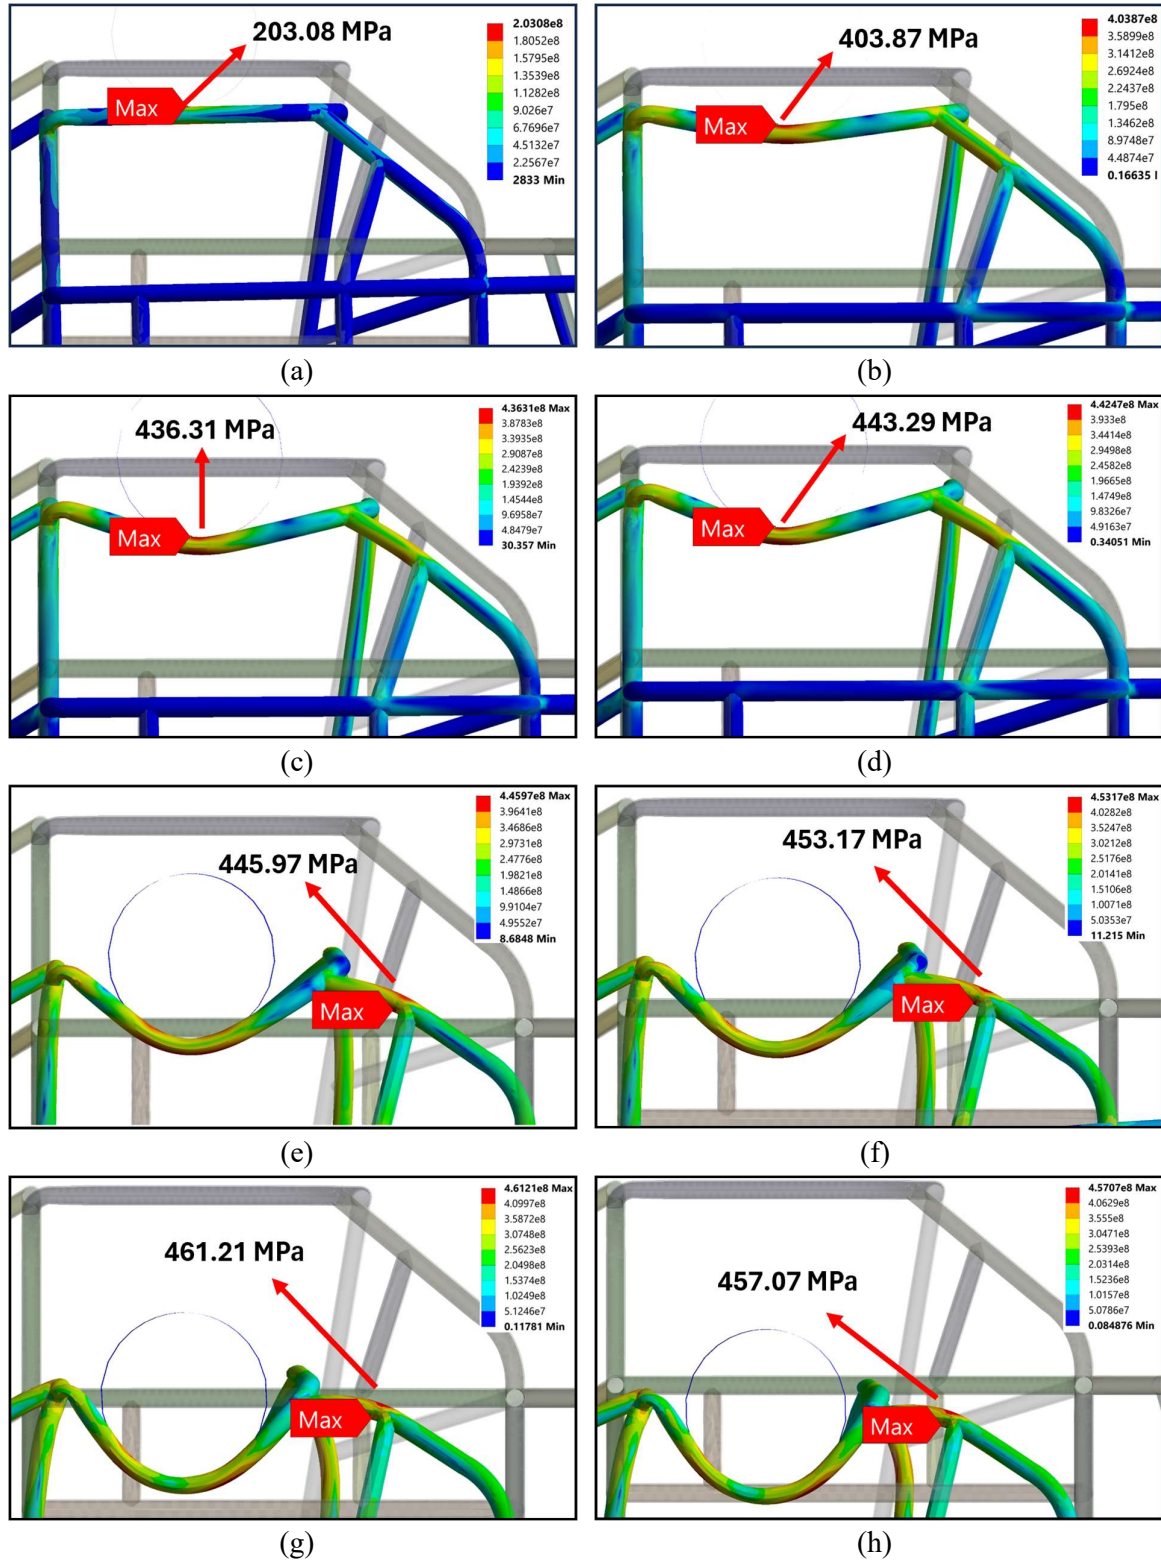 203.08 MPa
Max
2.0308e8
1.8052e8
1.5795e8
1.3539e8
1.1282e8
9.026e7
6.7696e7
4.5132e7
2.2567e7
2833 Min
(a)
403.87 MPa
Max
4.0387e8
3.5899e8
3.1412e8
2.6924e8
2.2437e8
1.795e8
1.3462e8
8.9748e7
4.4874e7
0.16635 I
(b)
436.31 MPa
Max
4.3631e8 Max
3.8783e8
3.3935e8
2.9087e8
2.4239e8
1.9392e8
1.4544e8
9.6958e7
4.8479e7
30.357 Min
(c)
443.29 MPa
Max
4.4247e8 Max
3.933e8
3.4414e8
2.9498e8
2.4582e8
1.9665e8
1.4749e8
9.8326e7
4.9163e7
0.34051 Min
(d)
445.97 MPa
Max
4.4597e8 Max
3.9641e8
3.4686e8
2.9731e8
2.4776e8
1.9821e8
1.4866e8
9.9104e7
4.9552e7
8.6848 Min
(e)
453.17 MPa
Max
4.5317e8 Max
4.0282e8
3.5247e8
3.0212e8
2.5176e8
2.0141e8
1.5106e8
1.0071e8
5.0353e7
11.215 Min
(f)
461.21 MPa
Max
4.6121e8 Max
4.0997e8
3.5872e8
3.0748e8
2.5623e8
2.0498e8
1.5374e8
1.0249e8
5.1246e7
0.11781 Min
(g)
457.07 MPa
Max
4.5707e8 Max
4.0629e8
3.555e8
3.0471e8
2.5393e8
2.0314e8
1.5236e8
1.0157e8
5.0786e7
0.084876 Min
(h)